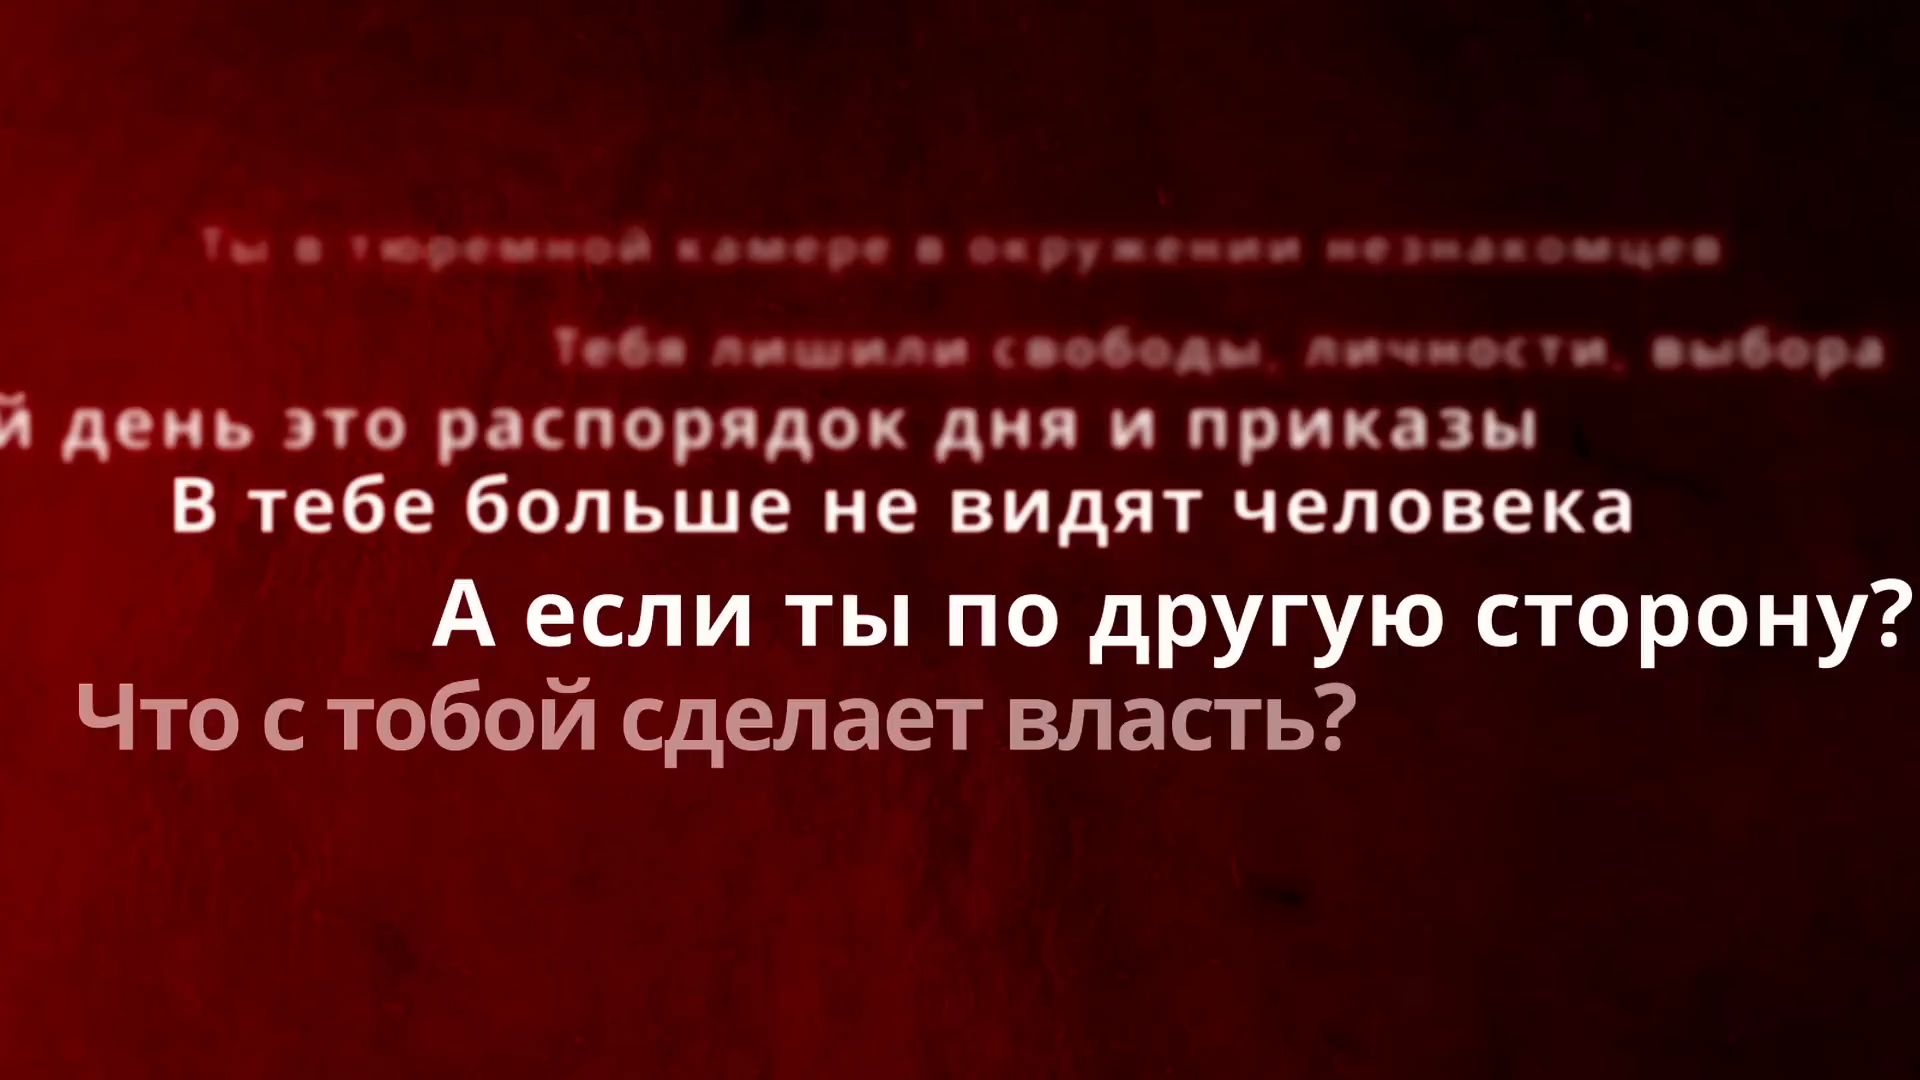 Ты в тюремной камере в окружении незнакомцев
Тебя лишили свободы, личности, выбора
й день это распорядок дня и приказы
В тебе больше не видят человека
А если ты по другую сторону?
Что с тобой сделает власть?